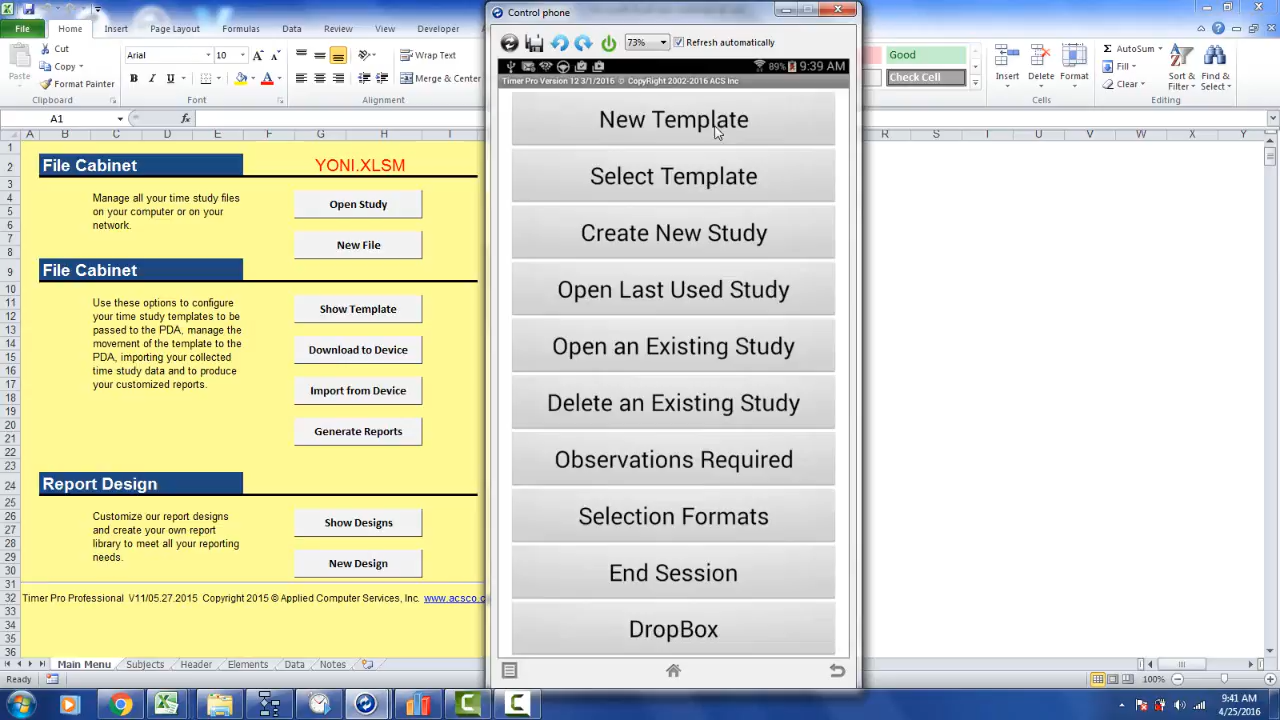 Control phone
File
Home
Insert
Page Layout
Formulas
Data
Review
View
Developer
Cut
Copy
Format Painter
Paste
Clipboard
Arial
10
Font
Wrap Text
Merge & Center
Alignment
73%
Refresh automatically
Good
Check Cell
Insert
Delete
Format
Cells
AutoSum
Clear
Sort & Filter
Find & Select
Editing
A1
fx
89% 9:39 AM
Timer Pro Version 12 3/1/2016 © CopyRight 2002-2016 ACS Inc
New Template
Select Template
Create New Study
Open Last Used Study
Open an Existing Study
Delete an Existing Study
Observations Required
Selection Formats
End Session
DropBox
A B C D E F G H I
R S T U V W X Y
File Cabinet
YONI.XLSM
Manage all your time study files
on your computer or on your
network.
Open Study
New File
File Cabinet
Use these options to configure
your time study templates to be
passed to the PDA, manage the
movement of the template to the
PDA, importing your collected
time study data and to produce
your customized reports.
Show Template
Download to Device
Import from Device
Generate Reports
Report Design
Customize our report designs
and create your own report
library to meet all your reporting
needs.
Show Designs
New Design
Timer Pro Professional V11/05.27.2015 Copyright 2015 © Applied Computer Services, Inc. www.acsco.c
Main Menu
Subjects
Header
Elements
Data
Notes
Ready
100%
9:41 AM
4/25/2016